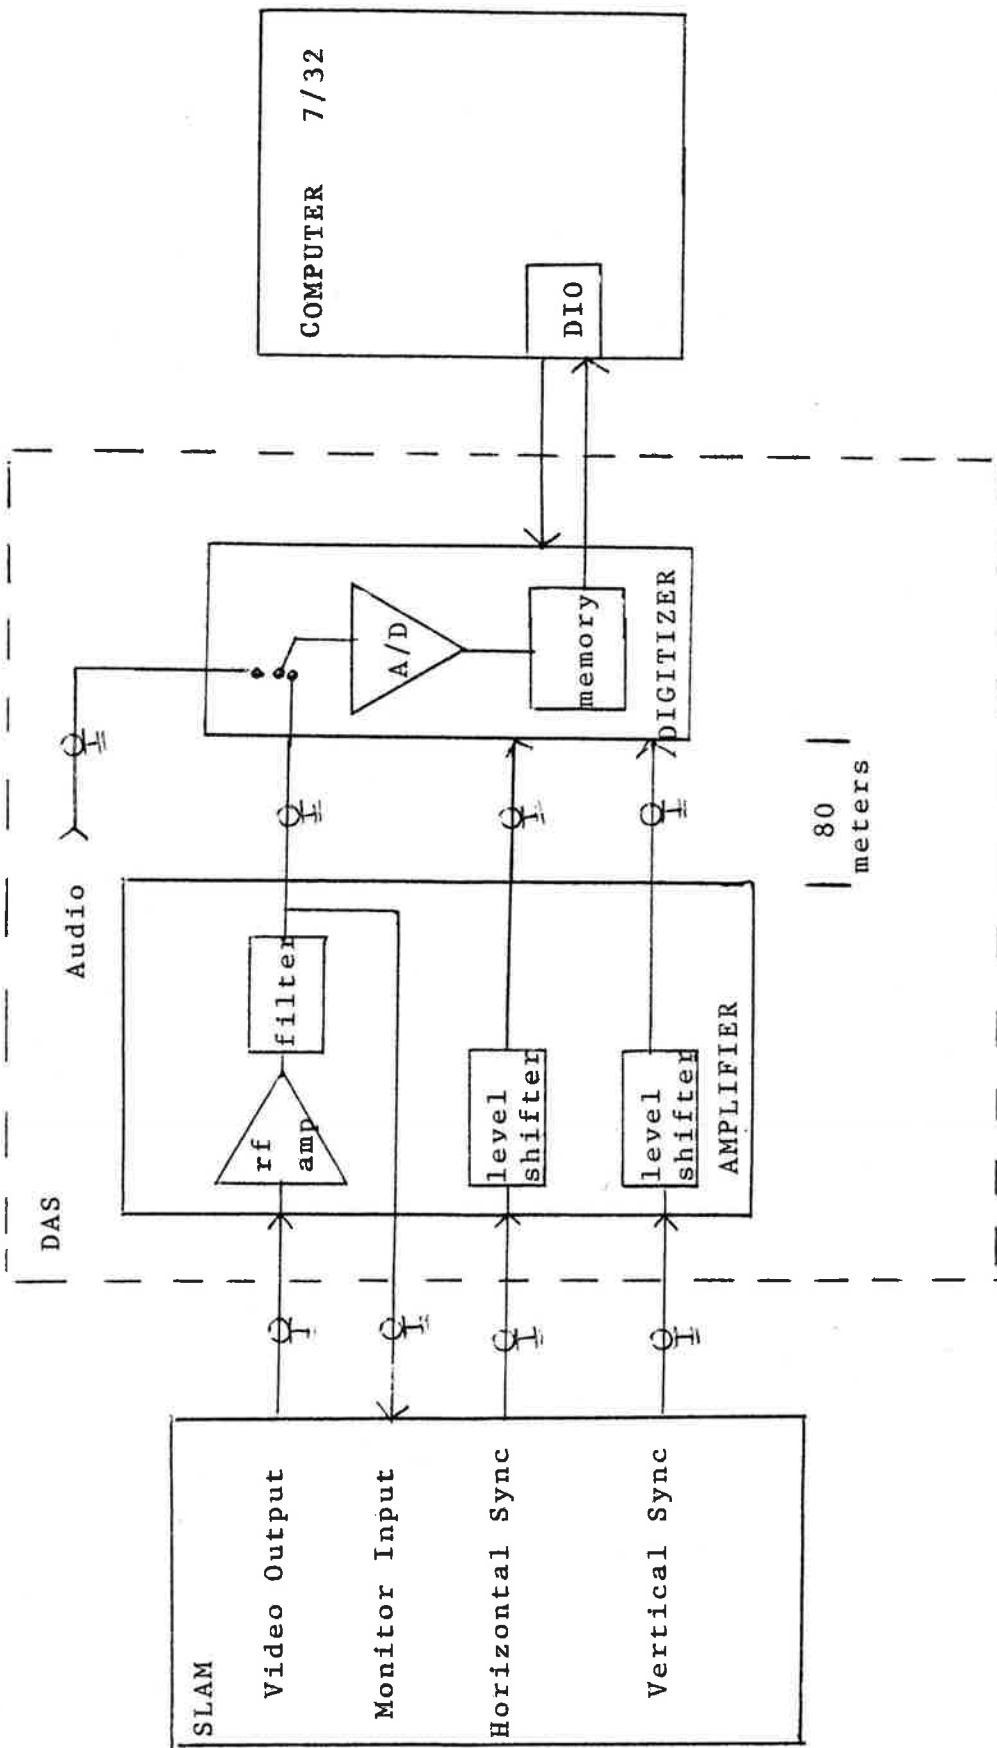 SLAM
Video Output
Monitor Input
Horizontal Sync
Vertical Sync
DAS
Audio
rf
amp
filter
level
shifter
level
shifter
AMPLIFIER
80
meters
A/D
memory
DIGITIZER
COMPUTER 7/32
DIO